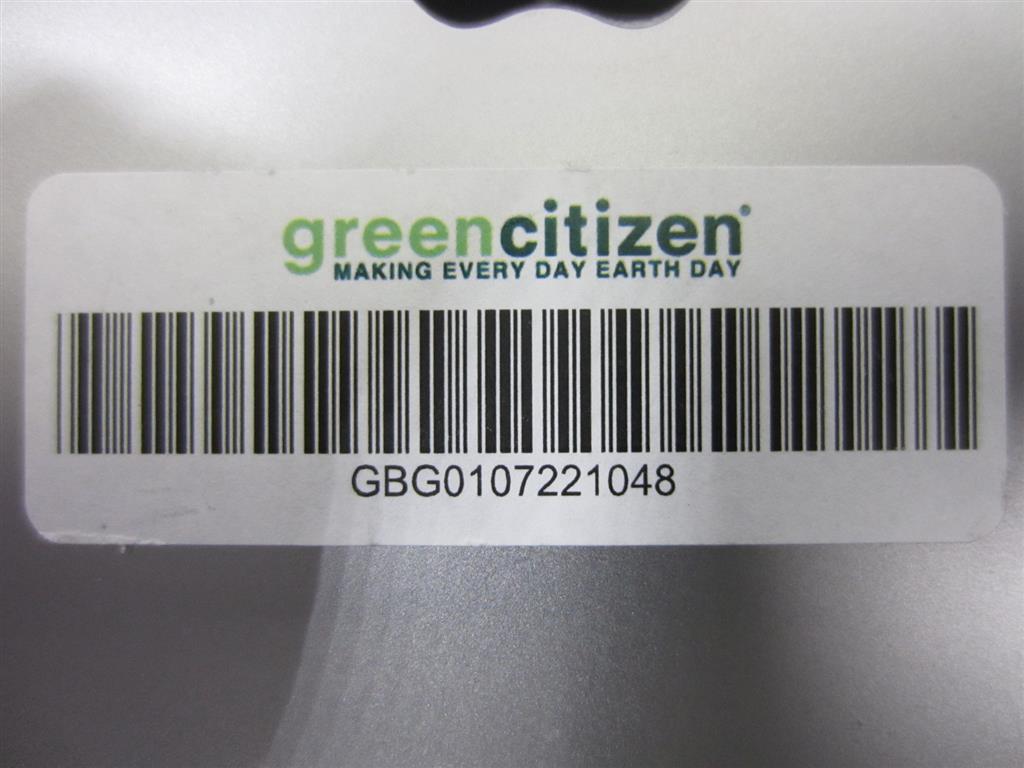 greencitizen®
MAKING EVERY DAY EARTH DAY
GBG0107221048